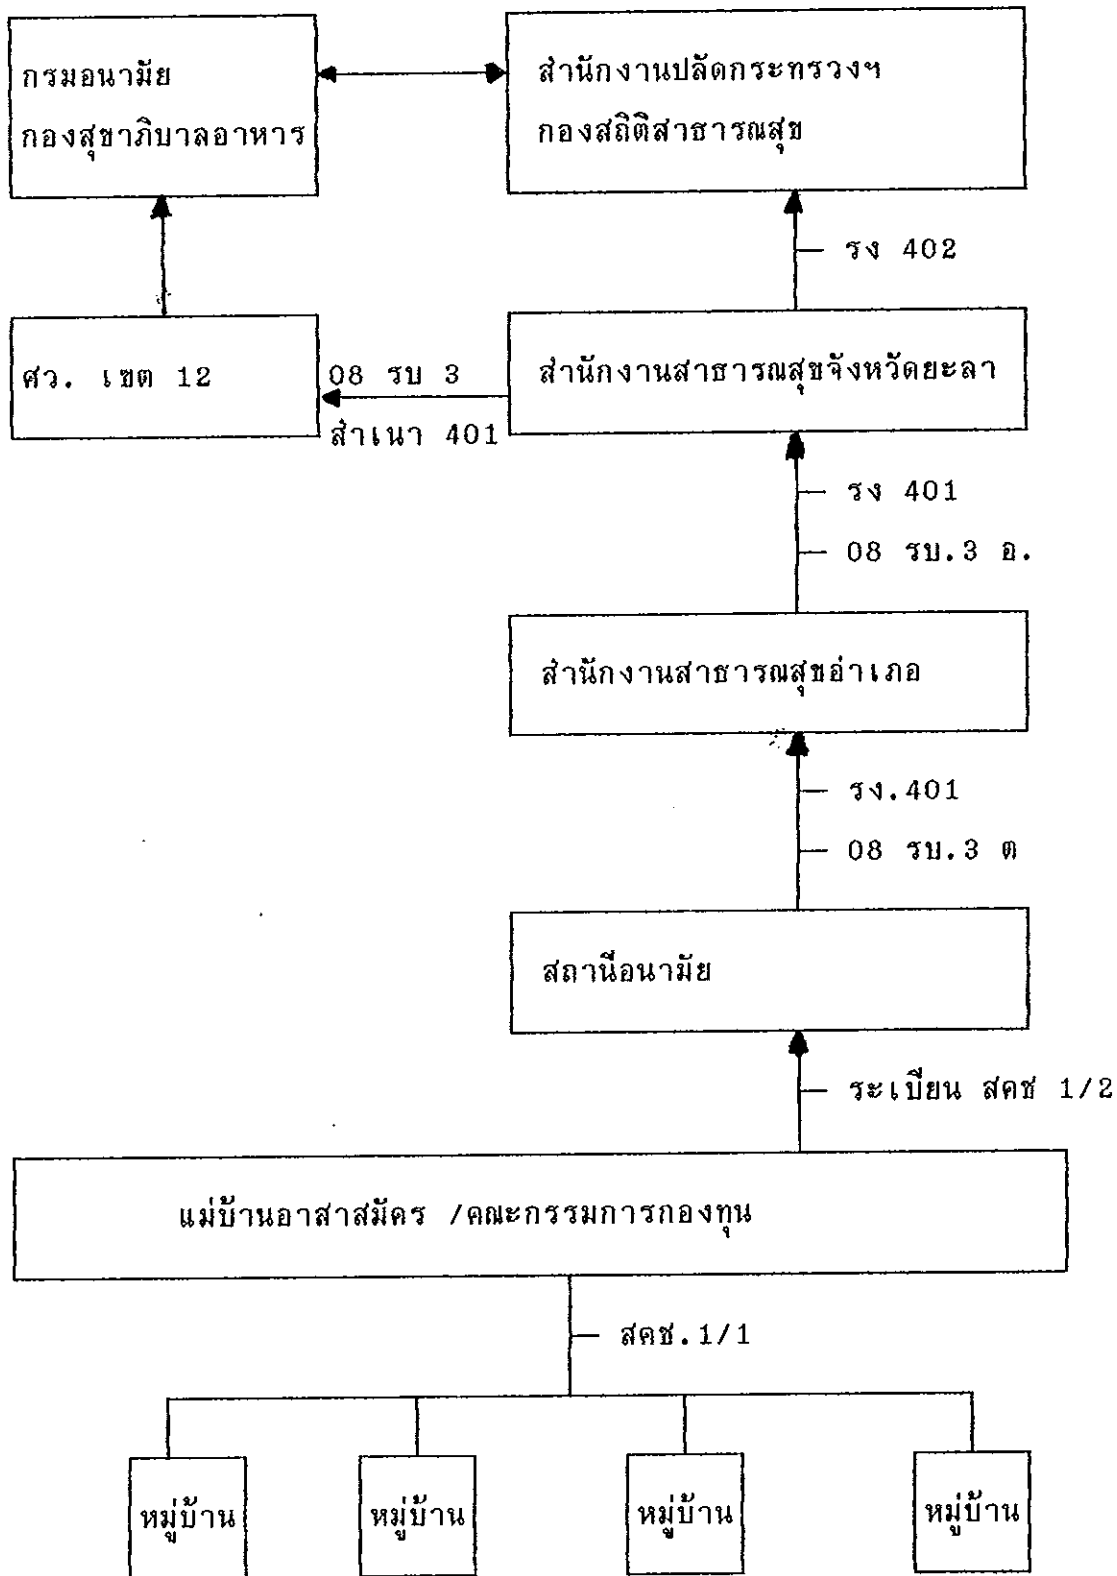 กรมอนามัย
กองสุขาภิบาลอาหาร
สำนักงานปลัดกระทรวงฯ
กองสถิติสาธารณสุข
รง 402
ศว. เขต 12
08 รบ 3
สำเนา 401
สำนักงานสาธารณสุขจังหวัดยะลา
รง 401
08 รบ.3 อ.
สำนักงานสาธารณสุขอำเภอ
รง.401
08 รบ.3 ต
สถานีอนามัย
ระเบียน สคช 1/2
แม่บ้านอาสาสมัคร /คณะกรรมการกองทุน
สคช.1/1
หมู่บ้าน
หมู่บ้าน
หมู่บ้าน
หมู่บ้าน